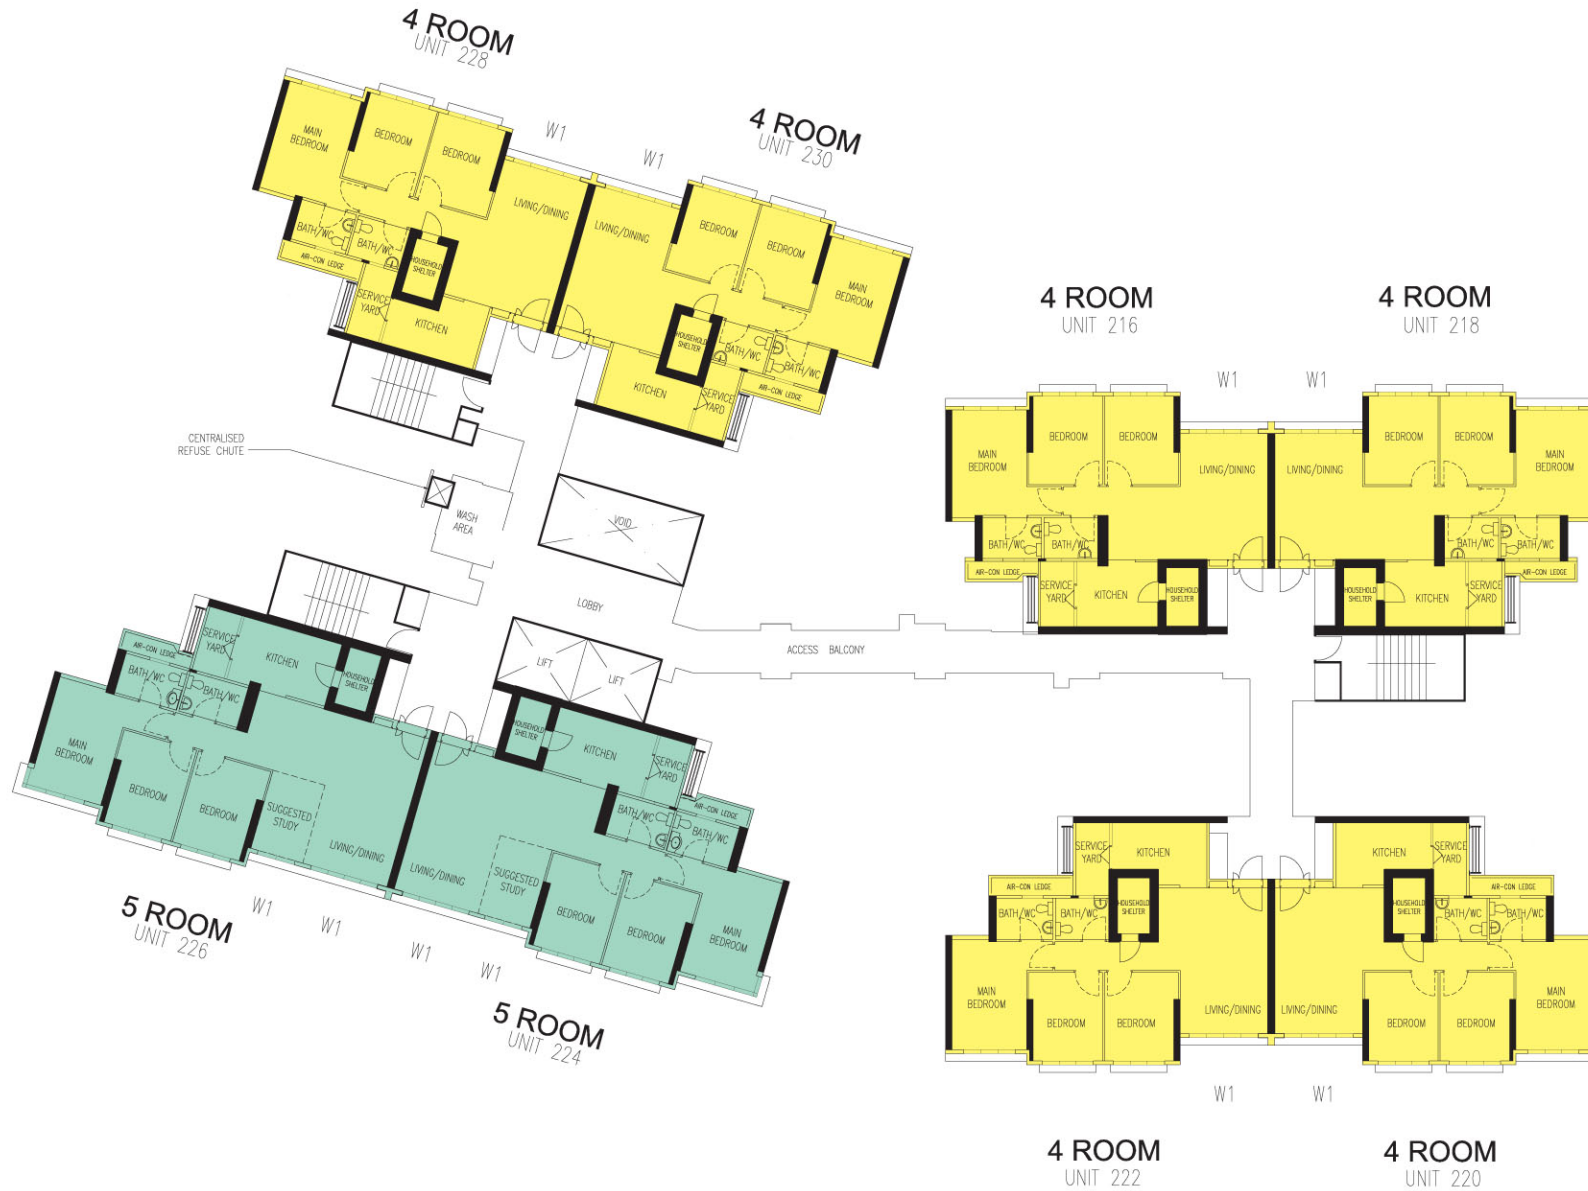 4 ROOM
UNIT 228
MAIN
BEDROOM
BEDROOM
BEDROOM
W1
LIVING/DINING
BATH/WC
BATH/WC
HOUSEHOLD
SHELTER
AIR-CON LEDGE
SERVICE
YARD
KITCHEN
4 ROOM
UNIT 230
W1
LIVING/DINING
BEDROOM
BEDROOM
MAIN
BEDROOM
HOUSEHOLD
SHELTER
BATH/WC
BATH/WC
AIR-CON LEDGE
KITCHEN
SERVICE
YARD
CENTRALISED
REFUSE CHUTE
WASH
AREA
VOID
LOBBY
LIFT
LIFT
ACCESS BALCONY
4 ROOM
UNIT 216
W1
MAIN
BEDROOM
BEDROOM
BEDROOM
LIVING/DINING
BATH/WC
BATH/WC
AIR-CON LEDGE
SERVICE
YARD
KITCHEN
HOUSEHOLD
SHELTER
4 ROOM
UNIT 218
W1
LIVING/DINING
BEDROOM
BEDROOM
MAIN
BEDROOM
BATH/WC
BATH/WC
AIR-CON LEDGE
HOUSEHOLD
SHELTER
KITCHEN
SERVICE
YARD
SERVICE
YARD
KITCHEN
HOUSEHOLD
SHELTER
AIR-CON LEDGE
BATH/WC
BATH/WC
MAIN
BEDROOM
BEDROOM
BEDROOM
SUGGESTED
STUDY
LIVING/DINING
W1
W1
5 ROOM
UNIT 226
HOUSEHOLD
SHELTER
KITCHEN
SERVICE
YARD
AIR-CON LEDGE
BATH/WC
BATH/WC
LIVING/DINING
SUGGESTED
STUDY
BEDROOM
BEDROOM
MAIN
BEDROOM
W1
W1
5 ROOM
UNIT 224
SERVICE
YARD
KITCHEN
AIR-CON LEDGE
HOUSEHOLD
SHELTER
BATH/WC
BATH/WC
MAIN
BEDROOM
BEDROOM
BEDROOM
LIVING/DINING
W1
4 ROOM
UNIT 222
KITCHEN
SERVICE
YARD
AIR-CON LEDGE
HOUSEHOLD
SHELTER
BATH/WC
BATH/WC
LIVING/DINING
BEDROOM
BEDROOM
MAIN
BEDROOM
W1
4 ROOM
UNIT 220